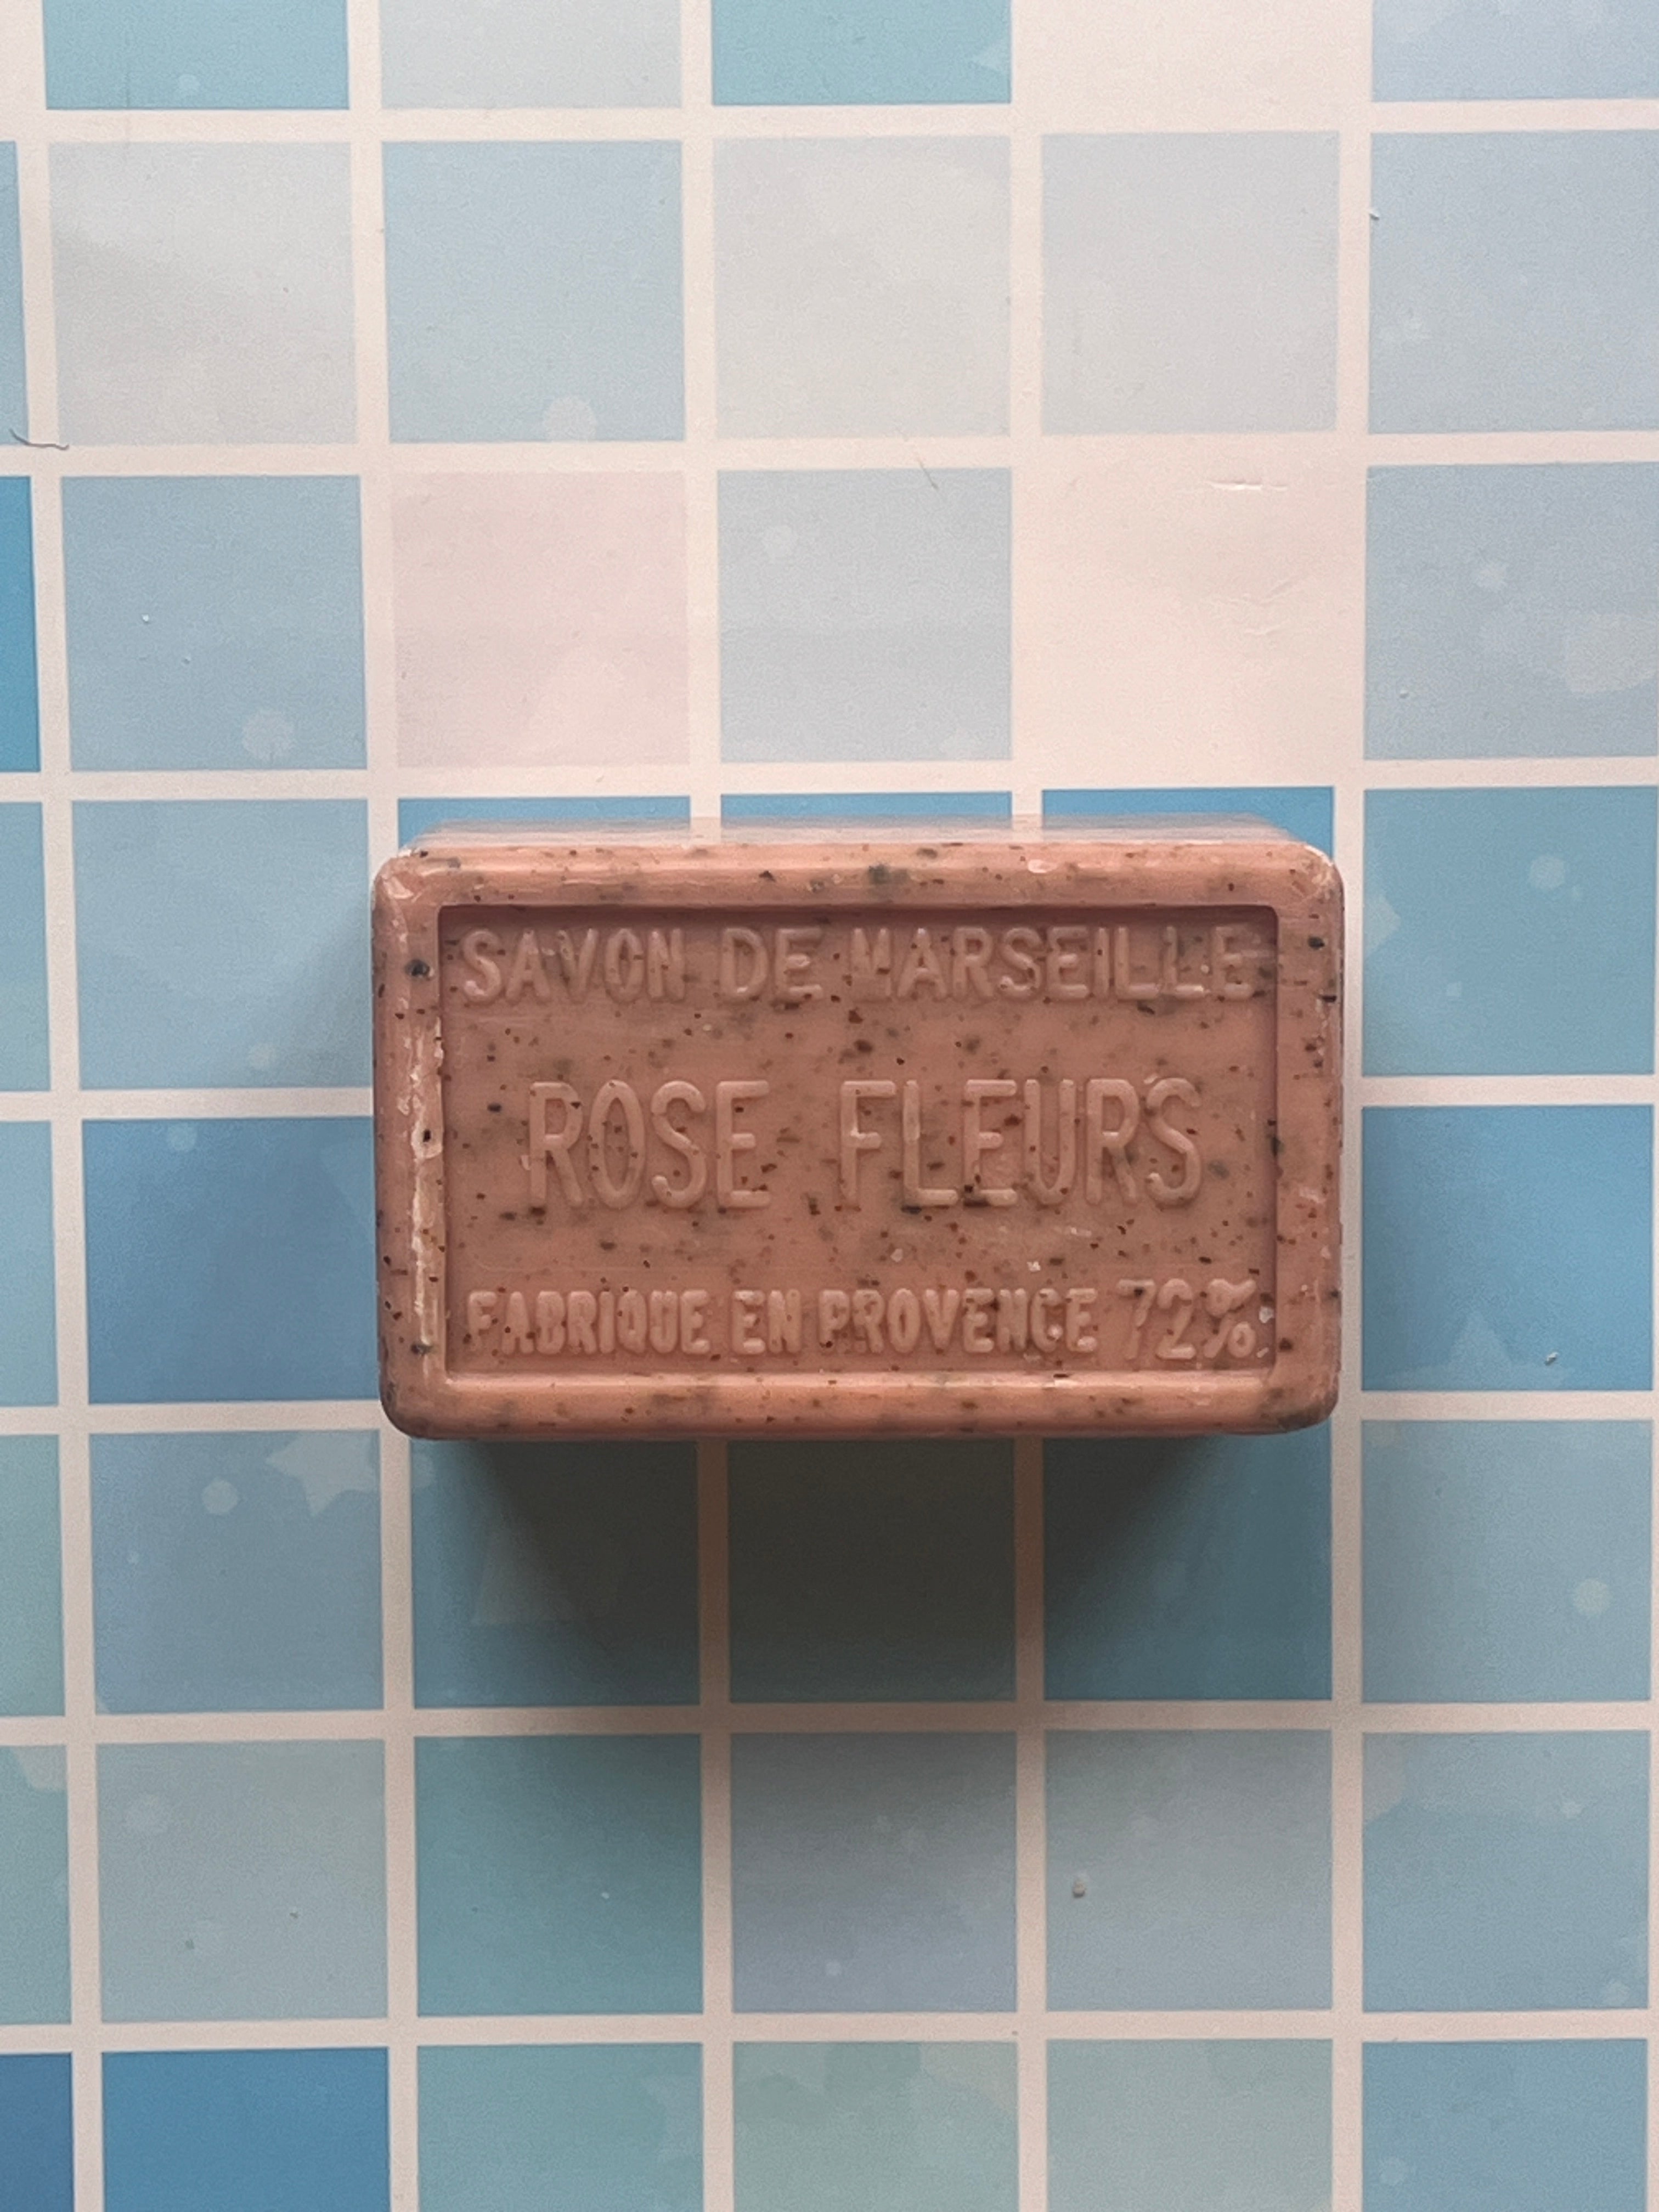 SAVON DE MARSEILLE
ROSE FLEURS
FABRIQUE EN PROVENCE 72%